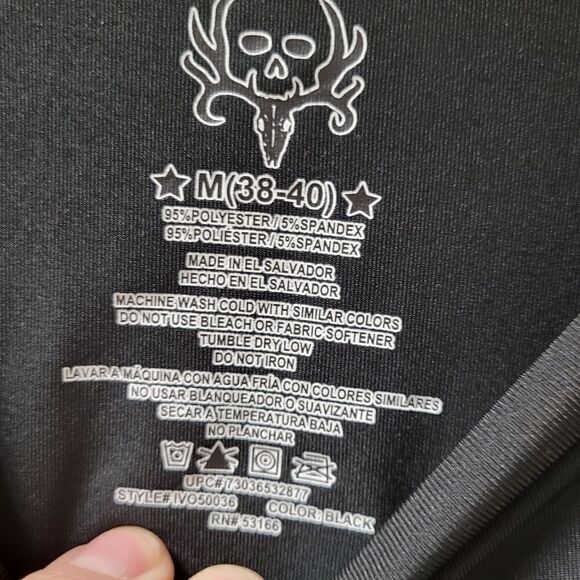 M(38-40)
95%POLYESTER / 5%SPANDEX
95%POLIÉSTER / 5%SPANDEX
MADE IN EL SALVADOR
HECHO EN EL SALVADOR
MACHINE WASH COLD WITH SIMILAR COLORS
DO NOT USE BLEACH OR FABRIC SOFTENER
TUMBLE DRY LOW
DO NOT IRON
LAVAR A MÁQUINA CON AGUA FRÍA CON COLORES SIMILARES
NO USAR BLANQUEADOR O SUAVIZANTE
SECAR A TEMPERATURA BAJA
NO PLANCHAR
UPC# 73036532877
STYLE# IVO50036 COLOR: BLACK
RN# 53166